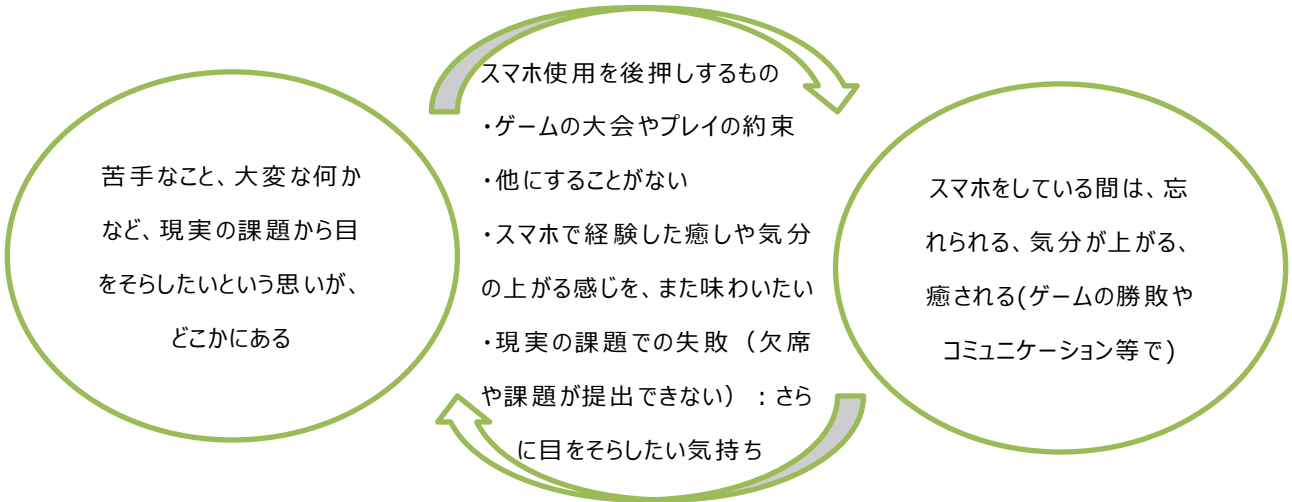 苦手なこと、大変な何か
など、現実の課題から目
をそらしたいという思いが、
どこかにある
スマホ使用を後押しするもの
・ゲームの大会やプレイの約束
・他にすることがない
・スマホで経験した癒しや気分
の上がる感じを、また味わいたい
・現実の課題での失敗（欠席
や課題が提出できない）：さら
に目をそらしたい気持ち
スマホをしている間は、忘
れられる、気分が上がる、
癒される(ゲームの勝敗や
コミュニケーション等で)